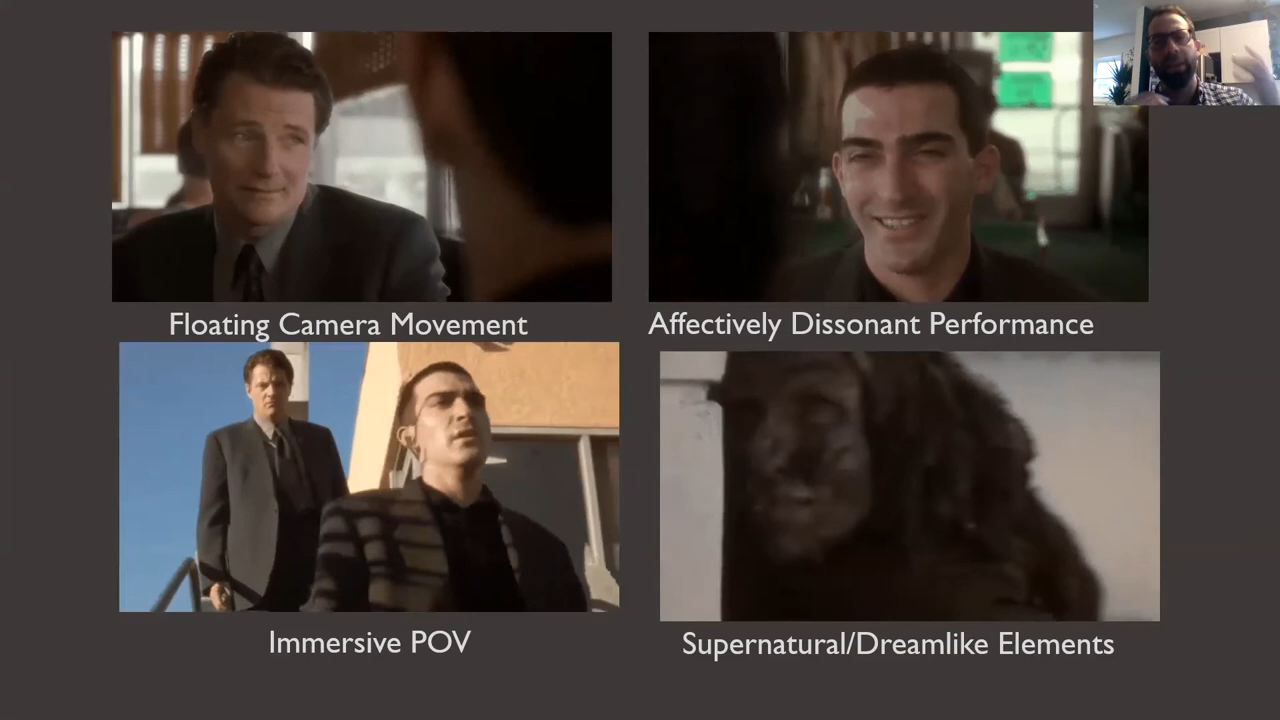 Floating Camera Movement
Affectively Dissonant Performance
Immersive POV
Supernatural/Dreamlike Elements